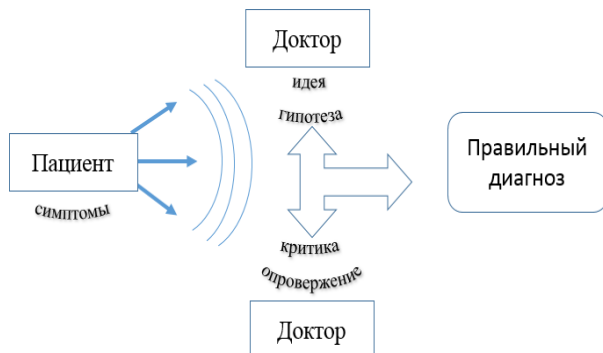 Доктор
идея
гипотеза
Пациент
симптомы
Правильный
диагноз
критика
опровержение
Доктор